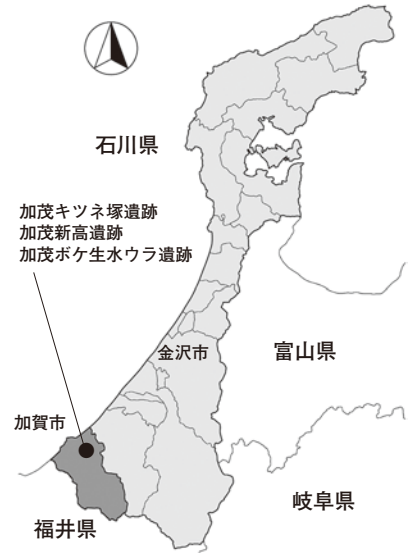 石川県
加茂キツネ塚遺跡
加茂新高遺跡
加茂ボケ生水ウラ遺跡
金沢市
富山県
加賀市
岐阜県
福井県